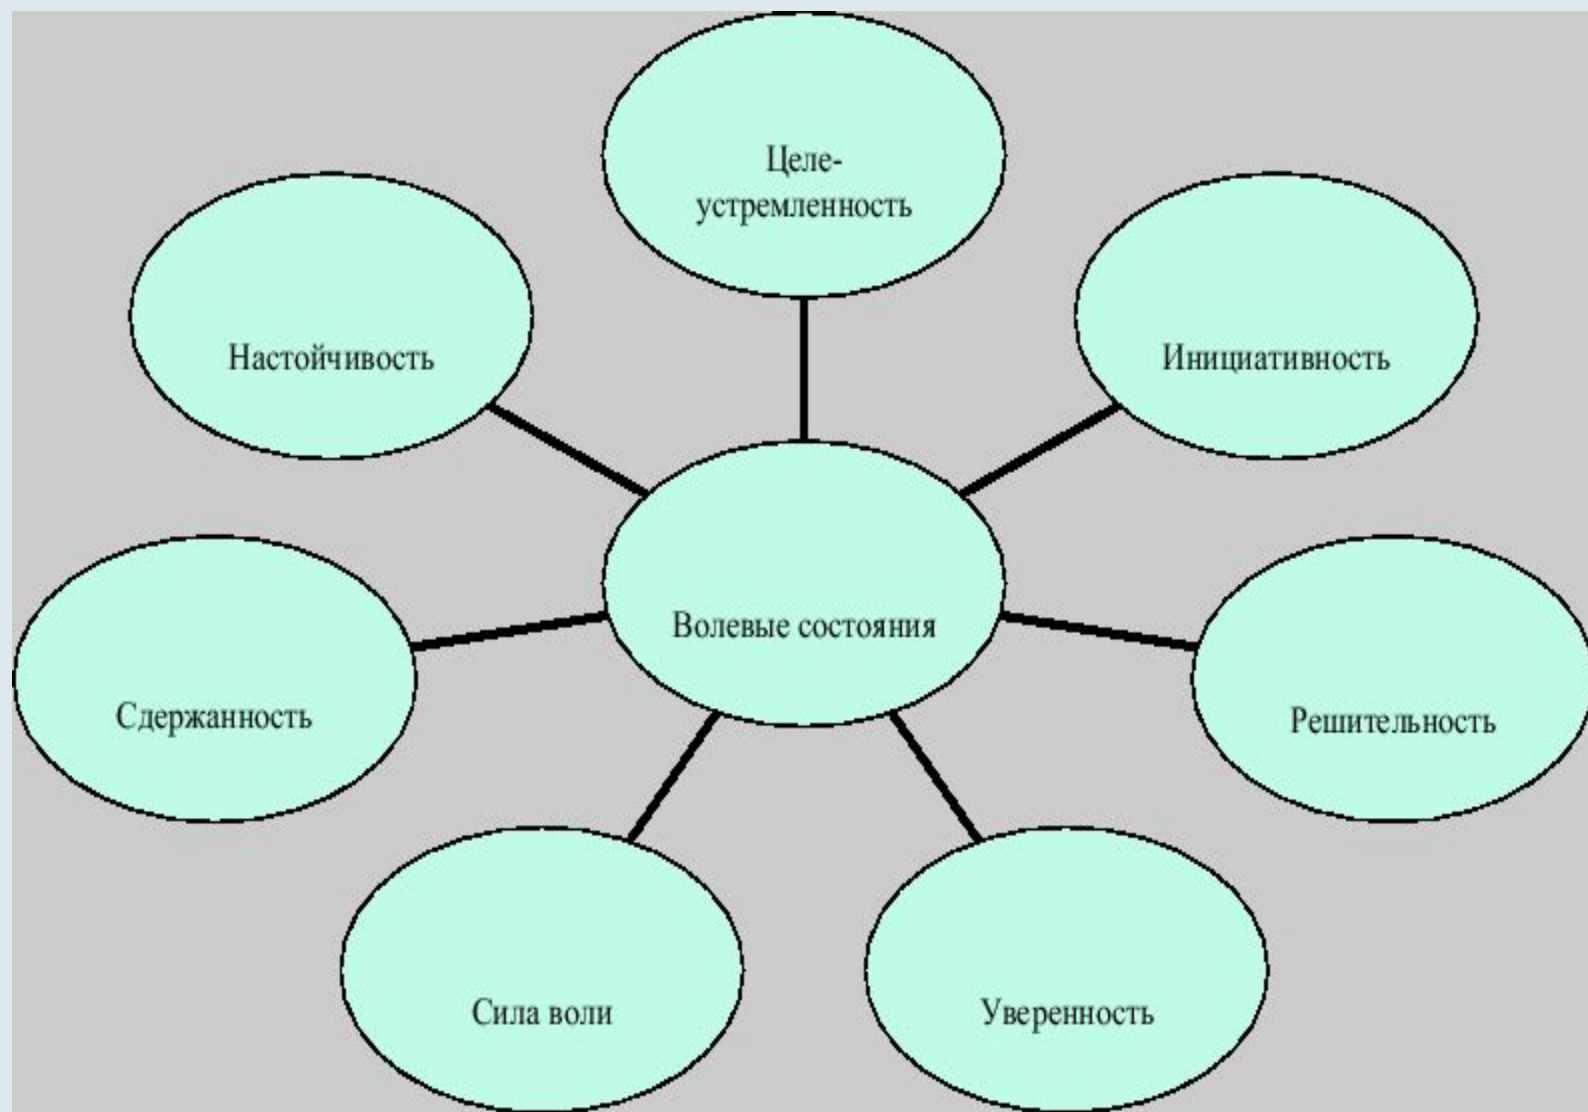 Целе-
устремленность
Настойчивость
Инициативность
Волевые состояния
Сдержанность
Решительность
Сила воли
Уверенность